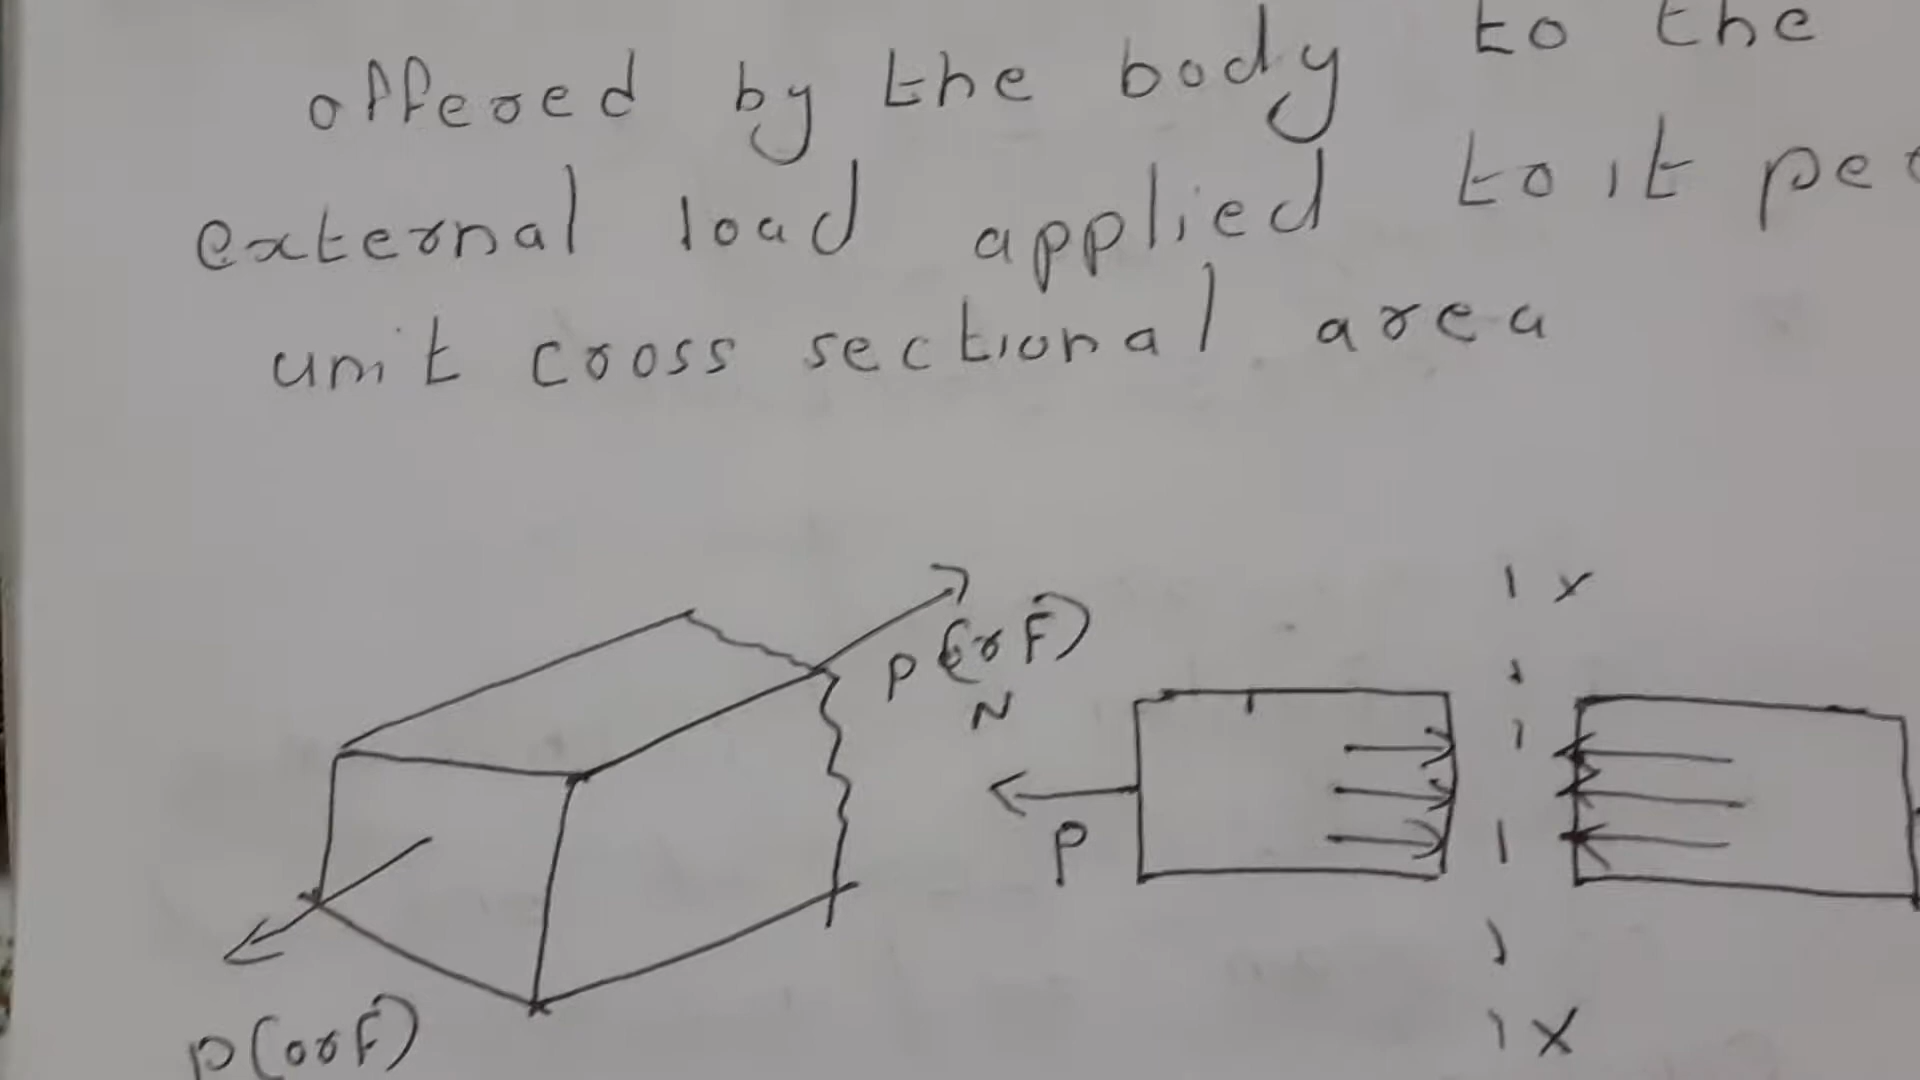 offered by the body to the
external load applied to it per
unit cross sectional area
P (or F)
N
P
P (or F)
X
X